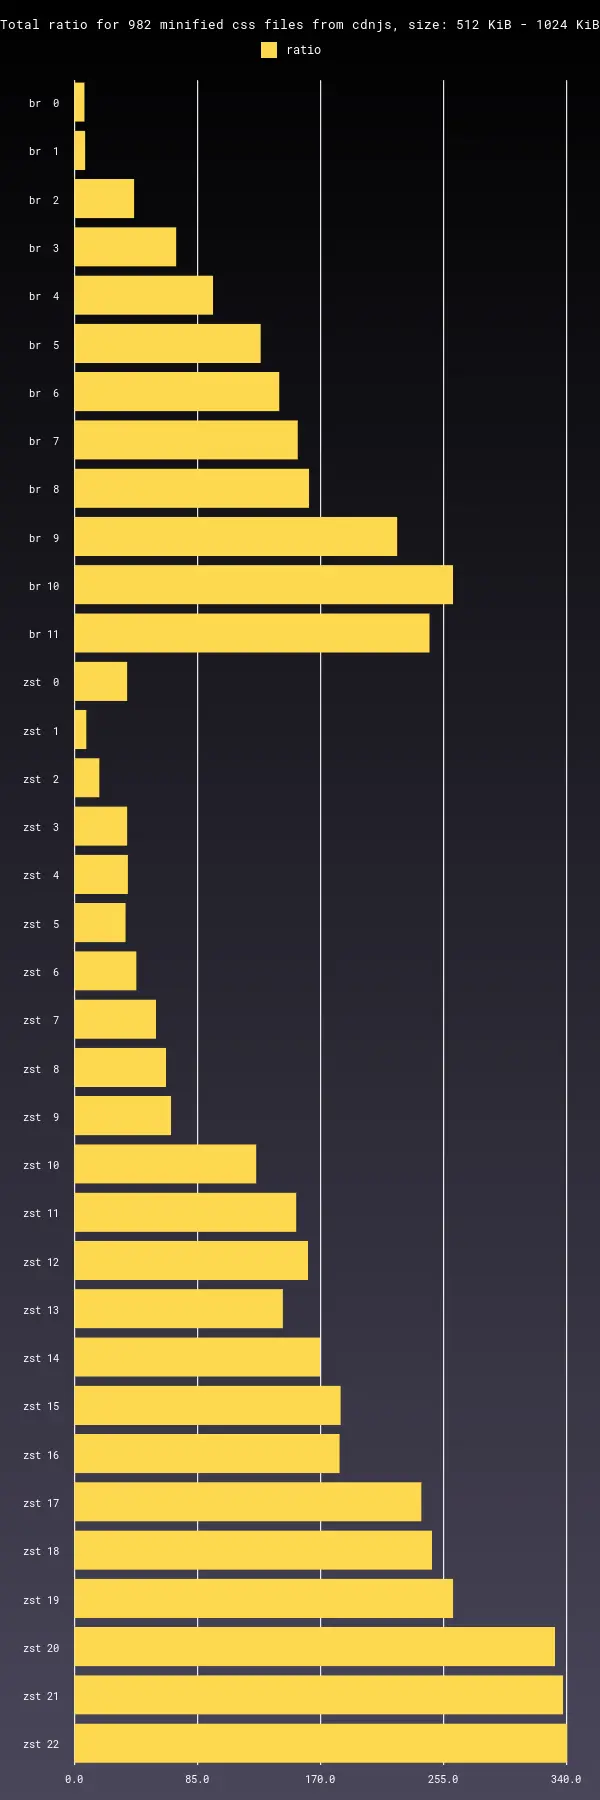 Total ratio for 982 minified css files from cdnjs, size: 512 KiB - 1024 KiB
ratio
br  0
br  1
br  2
br  3
br  4
br  5
br  6
br  7
br  8
br  9
br 10
br 11
zst  0
zst  1
zst  2
zst  3
zst  4
zst  5
zst  6
zst  7
zst  8
zst  9
zst 10
zst 11
zst 12
zst 13
zst 14
zst 15
zst 16
zst 17
zst 18
zst 19
zst 20
zst 21
zst 22
0.0 85.0 170.0 255.0 340.0